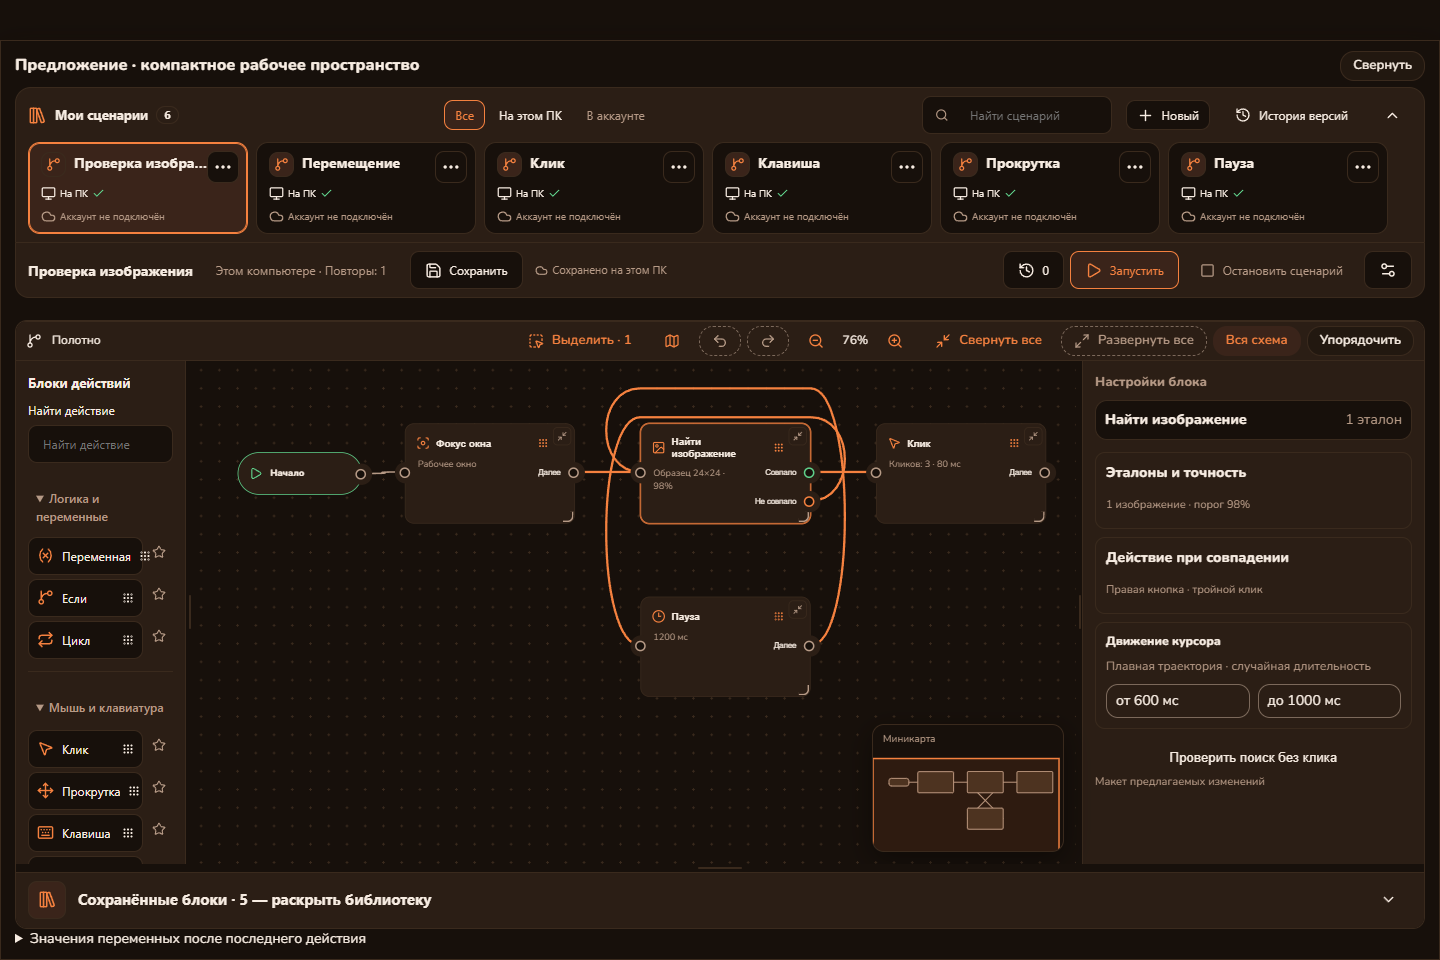 Предложение · компактное рабочее пространство
Свернуть
Мои сценарии 6
Все
На этом ПК
В аккаунте
Найти сценарий
Новый
История версий
Проверка изобра...
На ПК
Аккаунт не подключён
Перемещение
На ПК
Аккаунт не подключён
Клик
На ПК
Аккаунт не подключён
Клавиша
На ПК
Аккаунт не подключён
Прокрутка
На ПК
Аккаунт не подключён
Пауза
На ПК
Аккаунт не подключён
Проверка изображения
Этом компьютере · Повторы: 1
Сохранить
Сохранено на этом ПК
0
Запустить
Остановить сценарий
Полотно
Выделить · 1
76%
Свернуть все
Развернуть все
Вся схема
Упорядочить
Блоки действий
Найти действие
Найти действие
Логика и
переменные
Переменная
Если
Цикл
Мышь и клавиатура
Клик
Прокрутка
Клавиша
Начало
Фокус окна
Рабочее окно
Далее
Найти
изображение
Образец 24×24 ·
98%
Совпало
Не совпало
Клик
Кликов: 3 · 80 мс
Далее
Пауза
1200 мс
Далее
Миникарта
Настройки блока
Найти изображение
1 эталон
Эталоны и точность
1 изображение · порог 98%
Действие при совпадении
Правая кнопка · тройной клик
Движение курсора
Плавная траектория · случайная длительность
от 600 мс
до 1000 мс
Проверить поиск без клика
Макет предлагаемых изменений
Сохранённые блоки · 5 — раскрыть библиотеку
Значения переменных после последнего действия